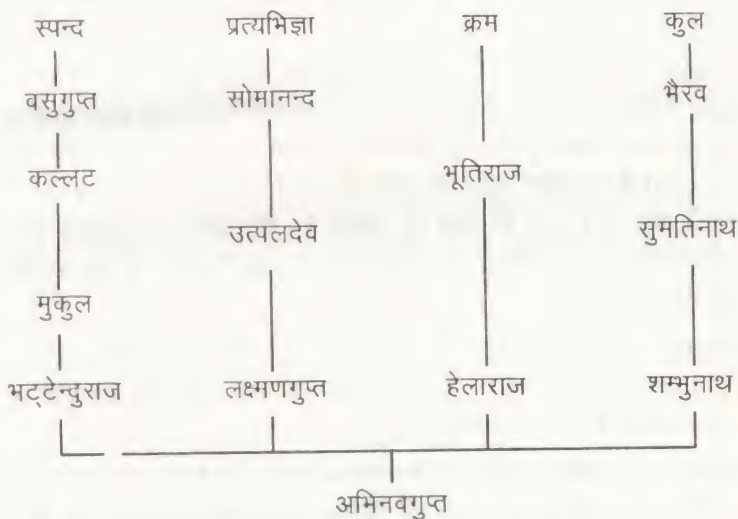 स्पन्द प्रत्यभिज्ञा क्रम कुल
वसुगुप्त सोमानन्द भैरव
कल्लट भूतिराज
उत्पलदेव सुमतिनाथ
मुकुल
भट्‌टेन्दुराज लक्ष्मणगुप्त हेलाराज शम्भुनाथ
अभिनवगुप्त